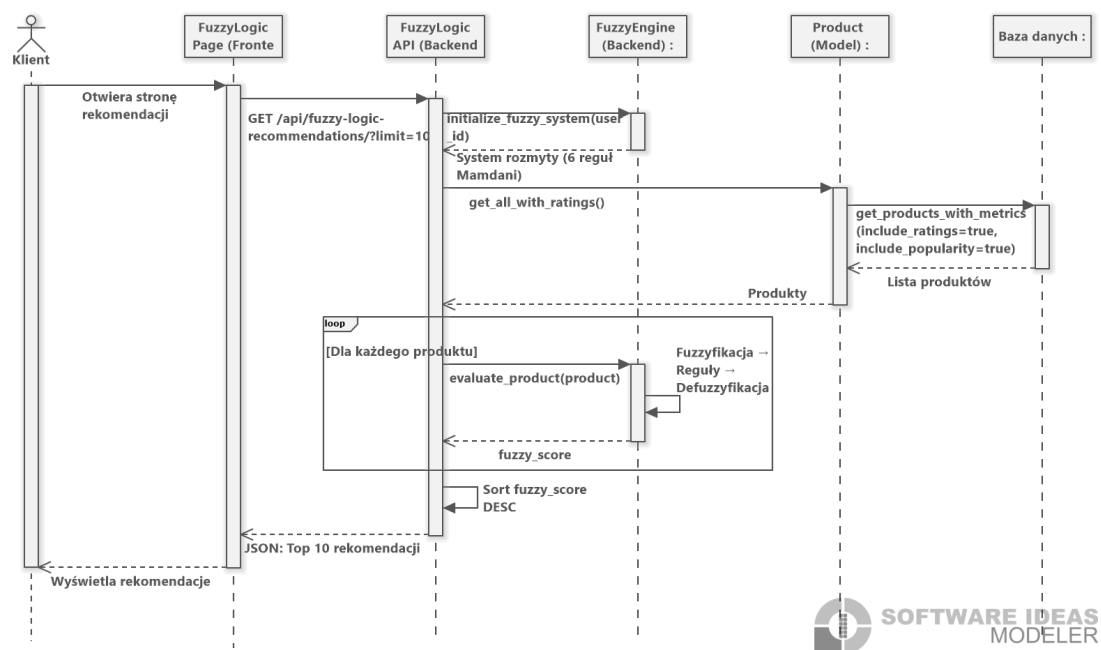 FuzzyLogic
Page (Fronte
FuzzyLogic
API (Backend
FuzzyEngine
(Backend) :
Product
(Model) :
Baza danych :
Klient
Otwiera stronę
rekomendacji
GET /api/fuzzy-logic-
recommendations/?limit=10
initialize_fuzzy_system(user
_id)
System rozmyty (6 reguł
Mamdani)
get_all_with_ratings()
get_products_with_metrics
(include_ratings=true,
include_popularity=true)
Lista produktów
Produkty
loop
[Dla każdego produktu]
Fuzzyfikacja →
Reguły →
Defuzzyfikacja
evaluate_product(product)
fuzzy_score
Sort fuzzy_score
DESC
JSON: Top 10 rekomendacji
Wyświetla rekomendacje
SOFTWARE IDEAS
MODELER